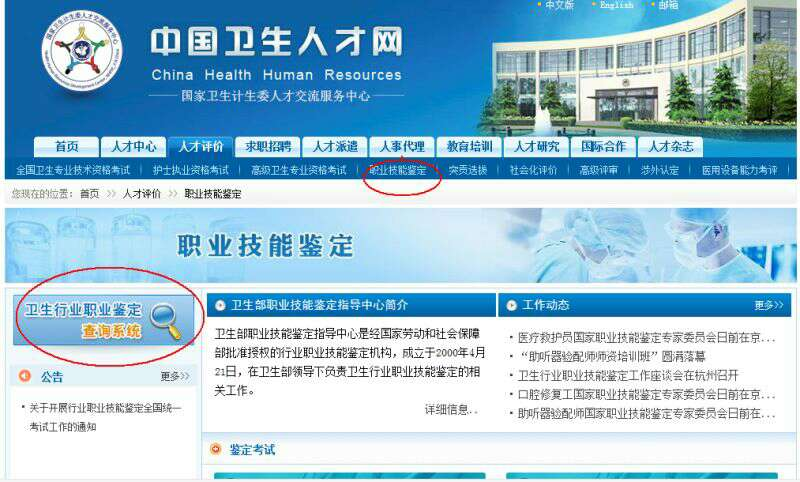 中文版
English
邮箱
中国卫生人才网
China Health Human Resources
国家卫生计生委人才交流服务中心
首页 人才中心 人才评价 求职招聘 人才派遣 人事代理 教育培训 人才研究 国际合作 人才杂志
全国卫生专业技术资格考试 护士执业资格考试 高级卫生专业资格考试 职业技能鉴定 突贡选拔 社会化评价 高级评审 涉外认定 医用设备能力考评
您现在的位置: 首页 >> 人才评价 >> 职业技能鉴定
职业技能鉴定
卫生行业职业鉴定
查询系统
公告 更多>>
关于开展行业职业技能鉴定全国统一
考试工作的通知
卫生部职业技能鉴定指导中心简介
卫生部职业技能鉴定指导中心是经国家劳动和社会保障
部批准授权的行业职业技能鉴定机构，成立于2000年4月
21日，在卫生部领导下负责卫生行业职业技能鉴定的相
关工作。
详细信息..
工作动态 更多>>
医疗救护员国家职业技能鉴定专家委员会日前在京...
“助听器验配师师资培训班”圆满落幕
卫生行业职业技能鉴定工作座谈会在杭州召开
口腔修复工国家职业技能鉴定专家委员会日前在京...
助听器验配师国家职业技能鉴定专家委员会日前在...
鉴定考试